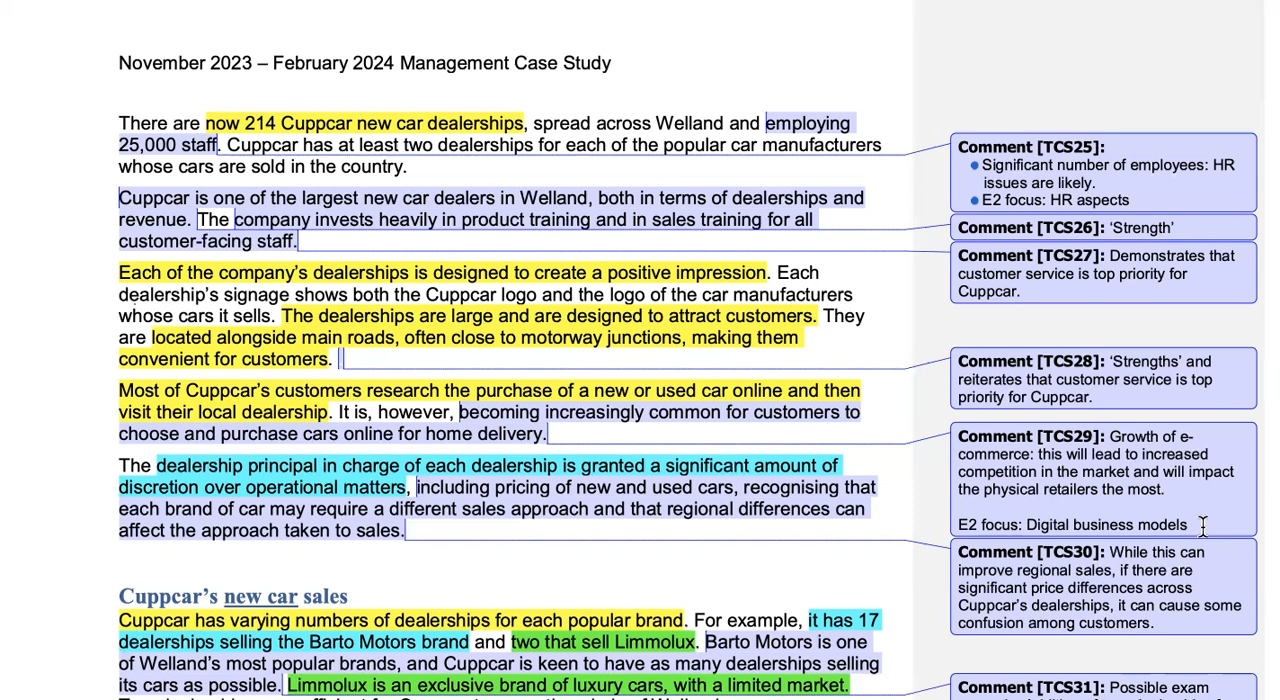 November 2023 – February 2024 Management Case Study
There are now 214 Cuppcar new car dealerships, spread across Welland and employing
25,000 staff. Cuppcar has at least two dealerships for each of the popular car manufacturers
whose cars are sold in the country.
Cuppcar is one of the largest new car dealers in Welland, both in terms of dealerships and
revenue. The company invests heavily in product training and in sales training for all
customer-facing staff.
Each of the company’s dealerships is designed to create a positive impression. Each
dealership’s signage shows both the Cuppcar logo and the logo of the car manufacturers
whose cars it sells. The dealerships are large and are designed to attract customers. They
are located alongside main roads, often close to motorway junctions, making them
convenient for customers.
Most of Cuppcar’s customers research the purchase of a new or used car online and then
visit their local dealership. It is, however, becoming increasingly common for customers to
choose and purchase cars online for home delivery.
The dealership principal in charge of each dealership is granted a significant amount of
discretion over operational matters, including pricing of new and used cars, recognising that
each brand of car may require a different sales approach and that regional differences can
affect the approach taken to sales.
Cuppcar’s new car sales
Cuppcar has varying numbers of dealerships for each popular brand. For example, it has 17
dealerships selling the Barto Motors brand and two that sell Limmolux. Barto Motors is one
of Welland’s most popular brands, and Cuppcar is keen to have as many dealerships selling
its cars as possible. Limmolux is an exclusive brand of luxury cars, with a limited market.
Comment [TCS25]:
● Significant number of employees: HR
issues are likely.
● E2 focus: HR aspects
Comment [TCS26]: ‘Strength’
Comment [TCS27]: Demonstrates that
customer service is top priority for
Cuppcar.
Comment [TCS28]: ‘Strengths’ and
reiterates that customer service is top
priority for Cuppcar.
Comment [TCS29]: Growth of e-
commerce: this will lead to increased
competition in the market and will impact
the physical retailers the most.
E2 focus: Digital business models
Comment [TCS30]: While this can
improve regional sales, if there are
significant price differences across
Cuppcar’s dealerships, it can cause some
confusion among customers.
Comment [TCS31]: Possible exam